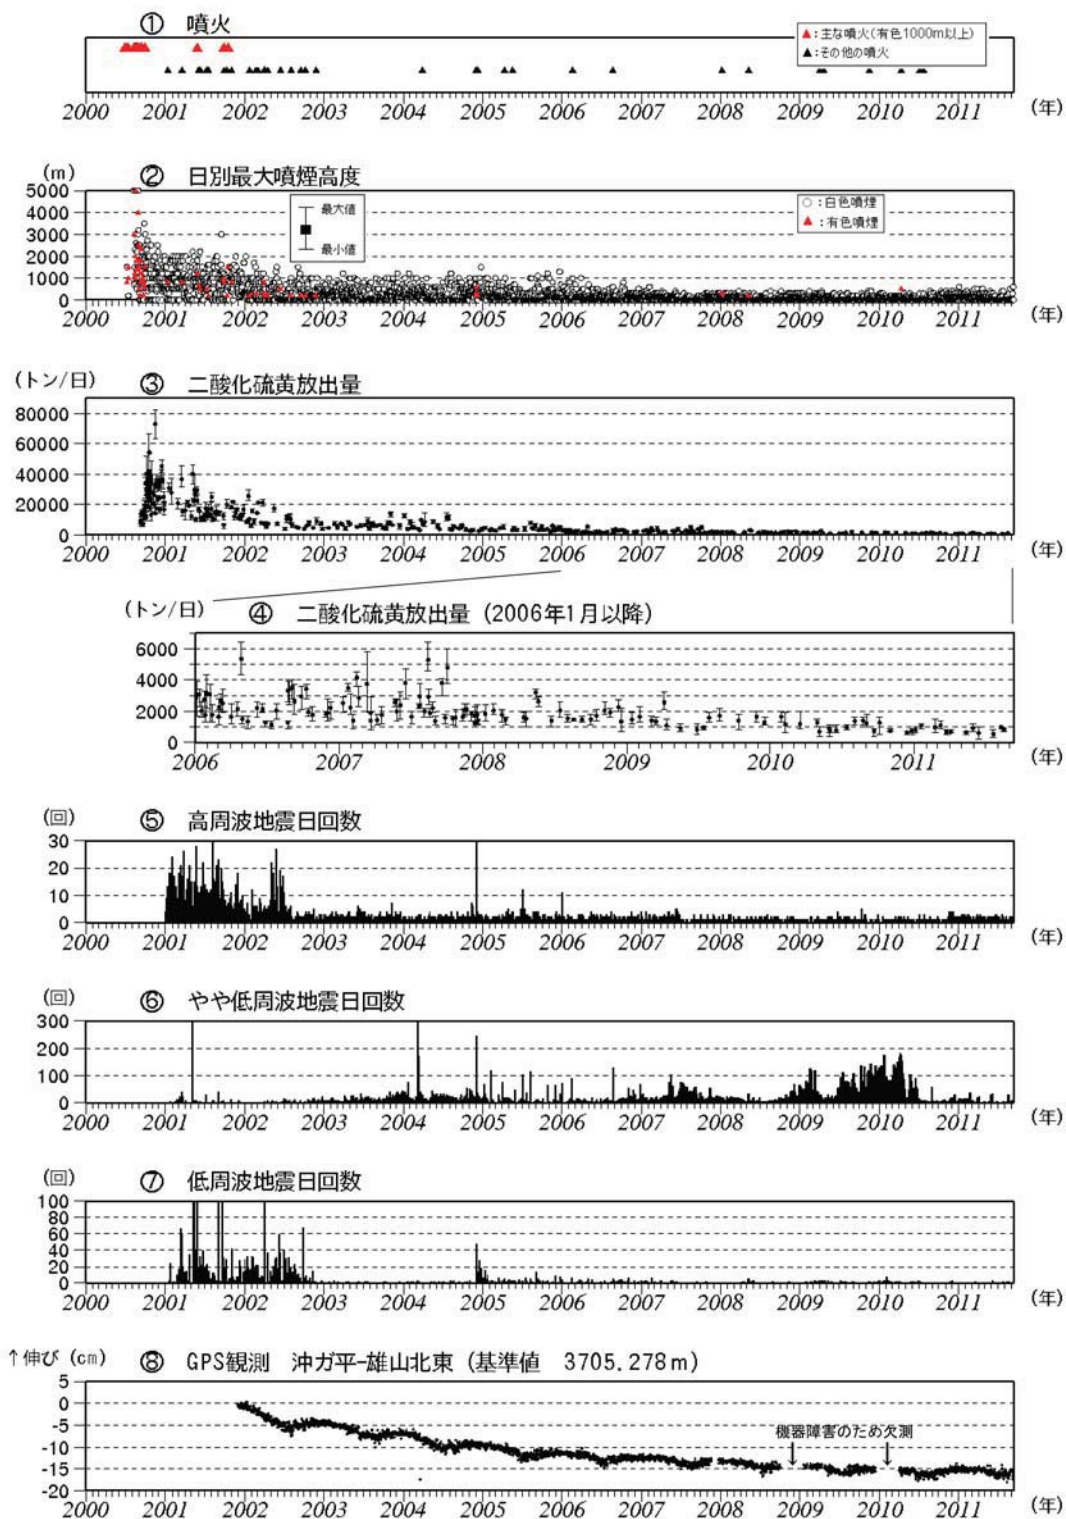 ① 噴火
▲:主な噴火(有色1000m以上)
▲:その他の噴火
2000 2001 2002 2003 2004 2005 2006 2007 2008 2009 2010 2011 (年)
(m) ② 日別最大噴煙高度
5000
4000
3000
2000
1000
0
最大値
最小値
○:白色噴煙
▲:有色噴煙
2000 2001 2002 2003 2004 2005 2006 2007 2008 2009 2010 2011 (年)
(トン/日) ③ 二酸化硫黄放出量
80000
60000
40000
20000
0
2000 2001 2002 2003 2004 2005 2006 2007 2008 2009 2010 2011 (年)
(トン/日) ④ 二酸化硫黄放出量(2006年1月以降)
6000
4000
2000
0
2006 2007 2008 2009 2010 2011 (年)
(回) ⑤ 高周波地震日回数
30
20
10
0
2000 2001 2002 2003 2004 2005 2006 2007 2008 2009 2010 2011 (年)
(回) ⑥ やや低周波地震日回数
300
200
100
0
2000 2001 2002 2003 2004 2005 2006 2007 2008 2009 2010 2011 (年)
(回) ⑦ 低周波地震日回数
100
80
60
40
20
0
2000 2001 2002 2003 2004 2005 2006 2007 2008 2009 2010 2011 (年)
↑伸び(cm) ⑧ GPS観測 沖ガ平-雄山北東(基準値 3705.278m)
5
0
-5
-10
-15
-20
機器障害のため欠測
2000 2001 2002 2003 2004 2005 2006 2007 2008 2009 2010 2011 (年)